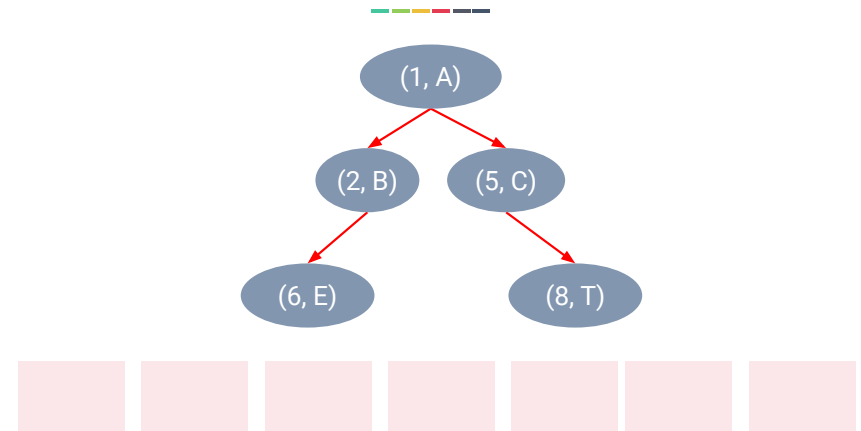 (1, A)
(2, B)
(5, C)
(6, E)
(8, T)